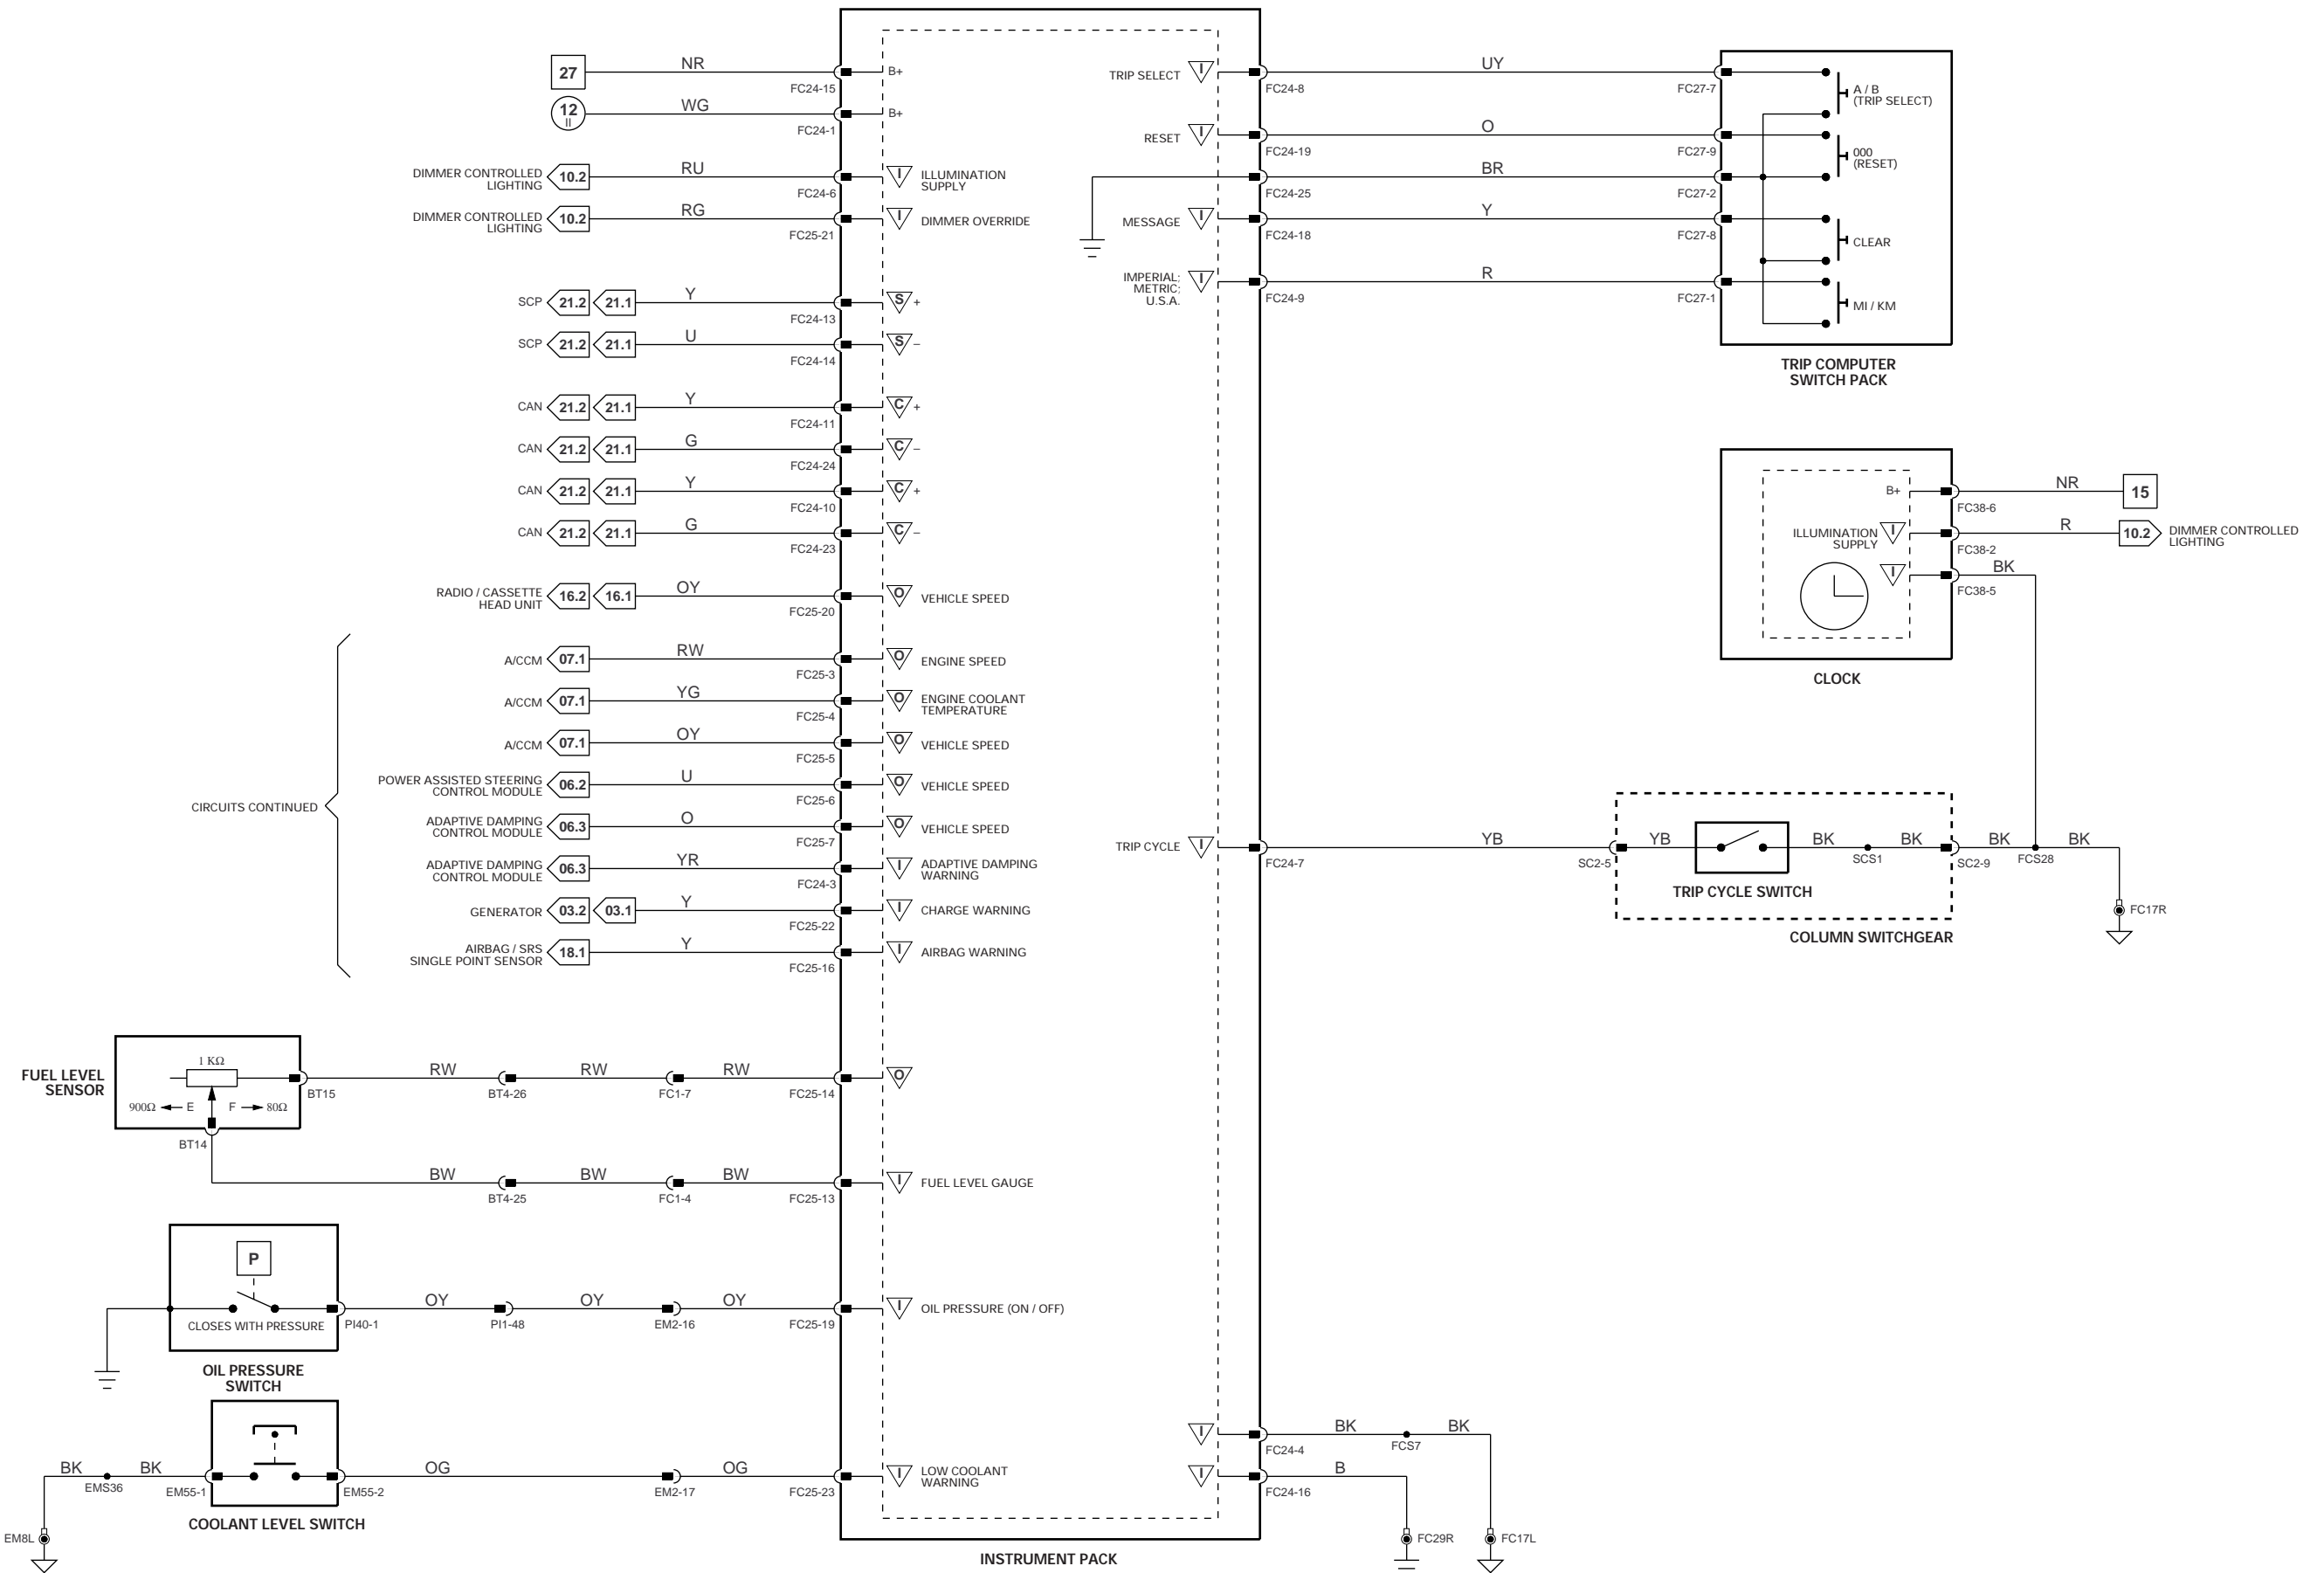 27
NR
FC24-15
B+
12
II
WG
FC24-1
B+
DIMMER CONTROLLED
LIGHTING
10.2
RU
FC24-6
I
ILLUMINATION
SUPPLY
DIMMER CONTROLLED
LIGHTING
10.2
RG
FC25-21
I
DIMMER OVERRIDE
SCP
21.2
21.1
Y
FC24-13
S
+
SCP
21.2
21.1
U
FC24-14
S
–
CAN
21.2
21.1
Y
FC24-11
C
+
CAN
21.2
21.1
G
FC24-24
C
–
CAN
21.2
21.1
Y
FC24-10
C
+
CAN
21.2
21.1
G
FC24-23
C
–
RADIO / CASSETTE
HEAD UNIT
16.2
16.1
OY
FC25-20
O
VEHICLE SPEED
CIRCUITS CONTINUED
A/CCM
07.1
RW
FC25-3
O
ENGINE SPEED
A/CCM
07.1
YG
FC25-4
O
ENGINE COOLANT
TEMPERATURE
A/CCM
07.1
OY
FC25-5
O
VEHICLE SPEED
POWER ASSISTED STEERING
CONTROL MODULE
06.2
U
FC25-6
O
VEHICLE SPEED
ADAPTIVE DAMPING
CONTROL MODULE
06.3
O
FC25-7
O
VEHICLE SPEED
ADAPTIVE DAMPING
CONTROL MODULE
06.3
YR
FC24-3
I
ADAPTIVE DAMPING
WARNING
GENERATOR
03.2
03.1
Y
FC25-22
I
CHARGE WARNING
AIRBAG / SRS
SINGLE POINT SENSOR
18.1
Y
FC25-16
I
AIRBAG WARNING
FUEL LEVEL
SENSOR
1 KΩ
900Ω
E
F
80Ω
BT15
BT14
RW
BT4-26
RW
FC1-7
RW
FC25-14
O
BW
BT4-25
BW
FC1-4
BW
FC25-13
I
FUEL LEVEL GAUGE
P
CLOSES WITH PRESSURE
OIL PRESSURE
SWITCH
PI40-1
OY
PI1-48
OY
EM2-16
OY
FC25-19
I
OIL PRESSURE (ON / OFF)
BK
EMS36
BK
EM55-1
EM8L
COOLANT LEVEL SWITCH
EM55-2
OG
EM2-17
OG
FC25-23
I
LOW COOLANT
WARNING
INSTRUMENT PACK
TRIP SELECT
I
FC24-8
UY
FC27-7
A / B
(TRIP SELECT)
RESET
I
FC24-19
O
FC27-9
000
(RESET)
FC24-25
BR
FC27-2
MESSAGE
I
FC24-18
Y
FC27-8
CLEAR
IMPERIAL;
METRIC;
U.S.A.
I
FC24-9
R
FC27-1
MI / KM
TRIP COMPUTER
SWITCH PACK
B+
FC38-6
NR
15
ILLUMINATION
SUPPLY
I
FC38-2
R
10.2
DIMMER CONTROLLED
LIGHTING
I
FC38-5
BK
CLOCK
TRIP CYCLE
I
FC24-7
YB
SC2-5
YB
BK
SCS1
BK
SC2-9
BK
FCS28
BK
TRIP CYCLE SWITCH
COLUMN SWITCHGEAR
FC17R
I
FC24-4
BK
FCS7
BK
I
FC24-16
B
FC29R
FC17L